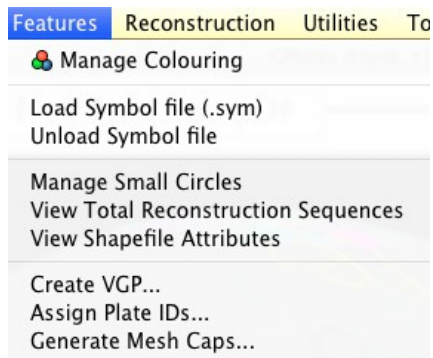 Features Reconstruction Utilities To
Manage Colouring
Load Symbol file (.sym)
Unload Symbol file
Manage Small Circles
View Total Reconstruction Sequences
View Shapefile Attributes
Create VGP...
Assign Plate IDs...
Generate Mesh Caps...